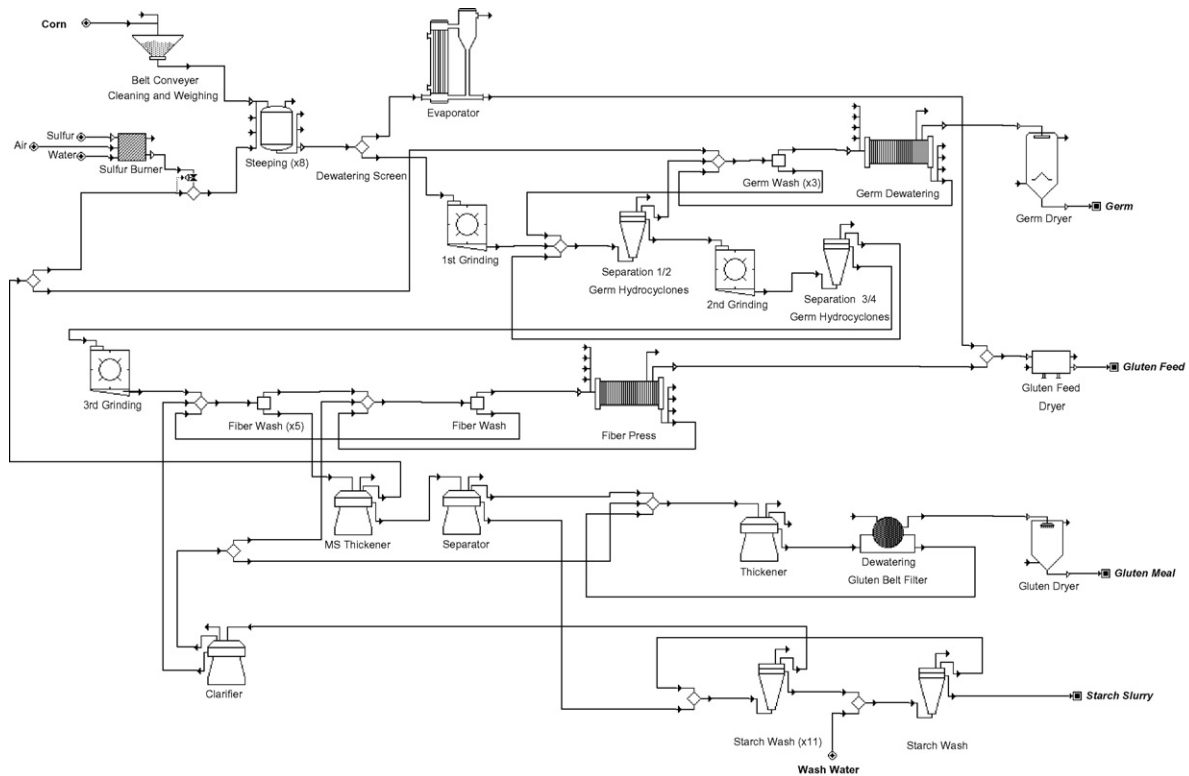 Corn
Belt Conveyer
Cleaning and Weighing
Evaporator
Sulfur
Air
Water
Sulfur Burner
Steeping (x8)
Dewatering Screen
Germ Wash (x3)
Germ Dewatering
Germ Dryer
Germ
1st Grinding
Separation 1/2
Germ Hydrocyclones
2nd Grinding
Separation 3/4
Germ Hydrocyclones
3rd Grinding
Fiber Wash (x5)
Fiber Wash
Fiber Press
Gluten Feed
Dryer
Gluten Feed
MS Thickener
Separator
Thickener
Dewatering
Gluten Belt Filter
Gluten Dryer
Gluten Meal
Clarifier
Starch Wash (x11)
Starch Wash
Starch Slurry
Wash Water